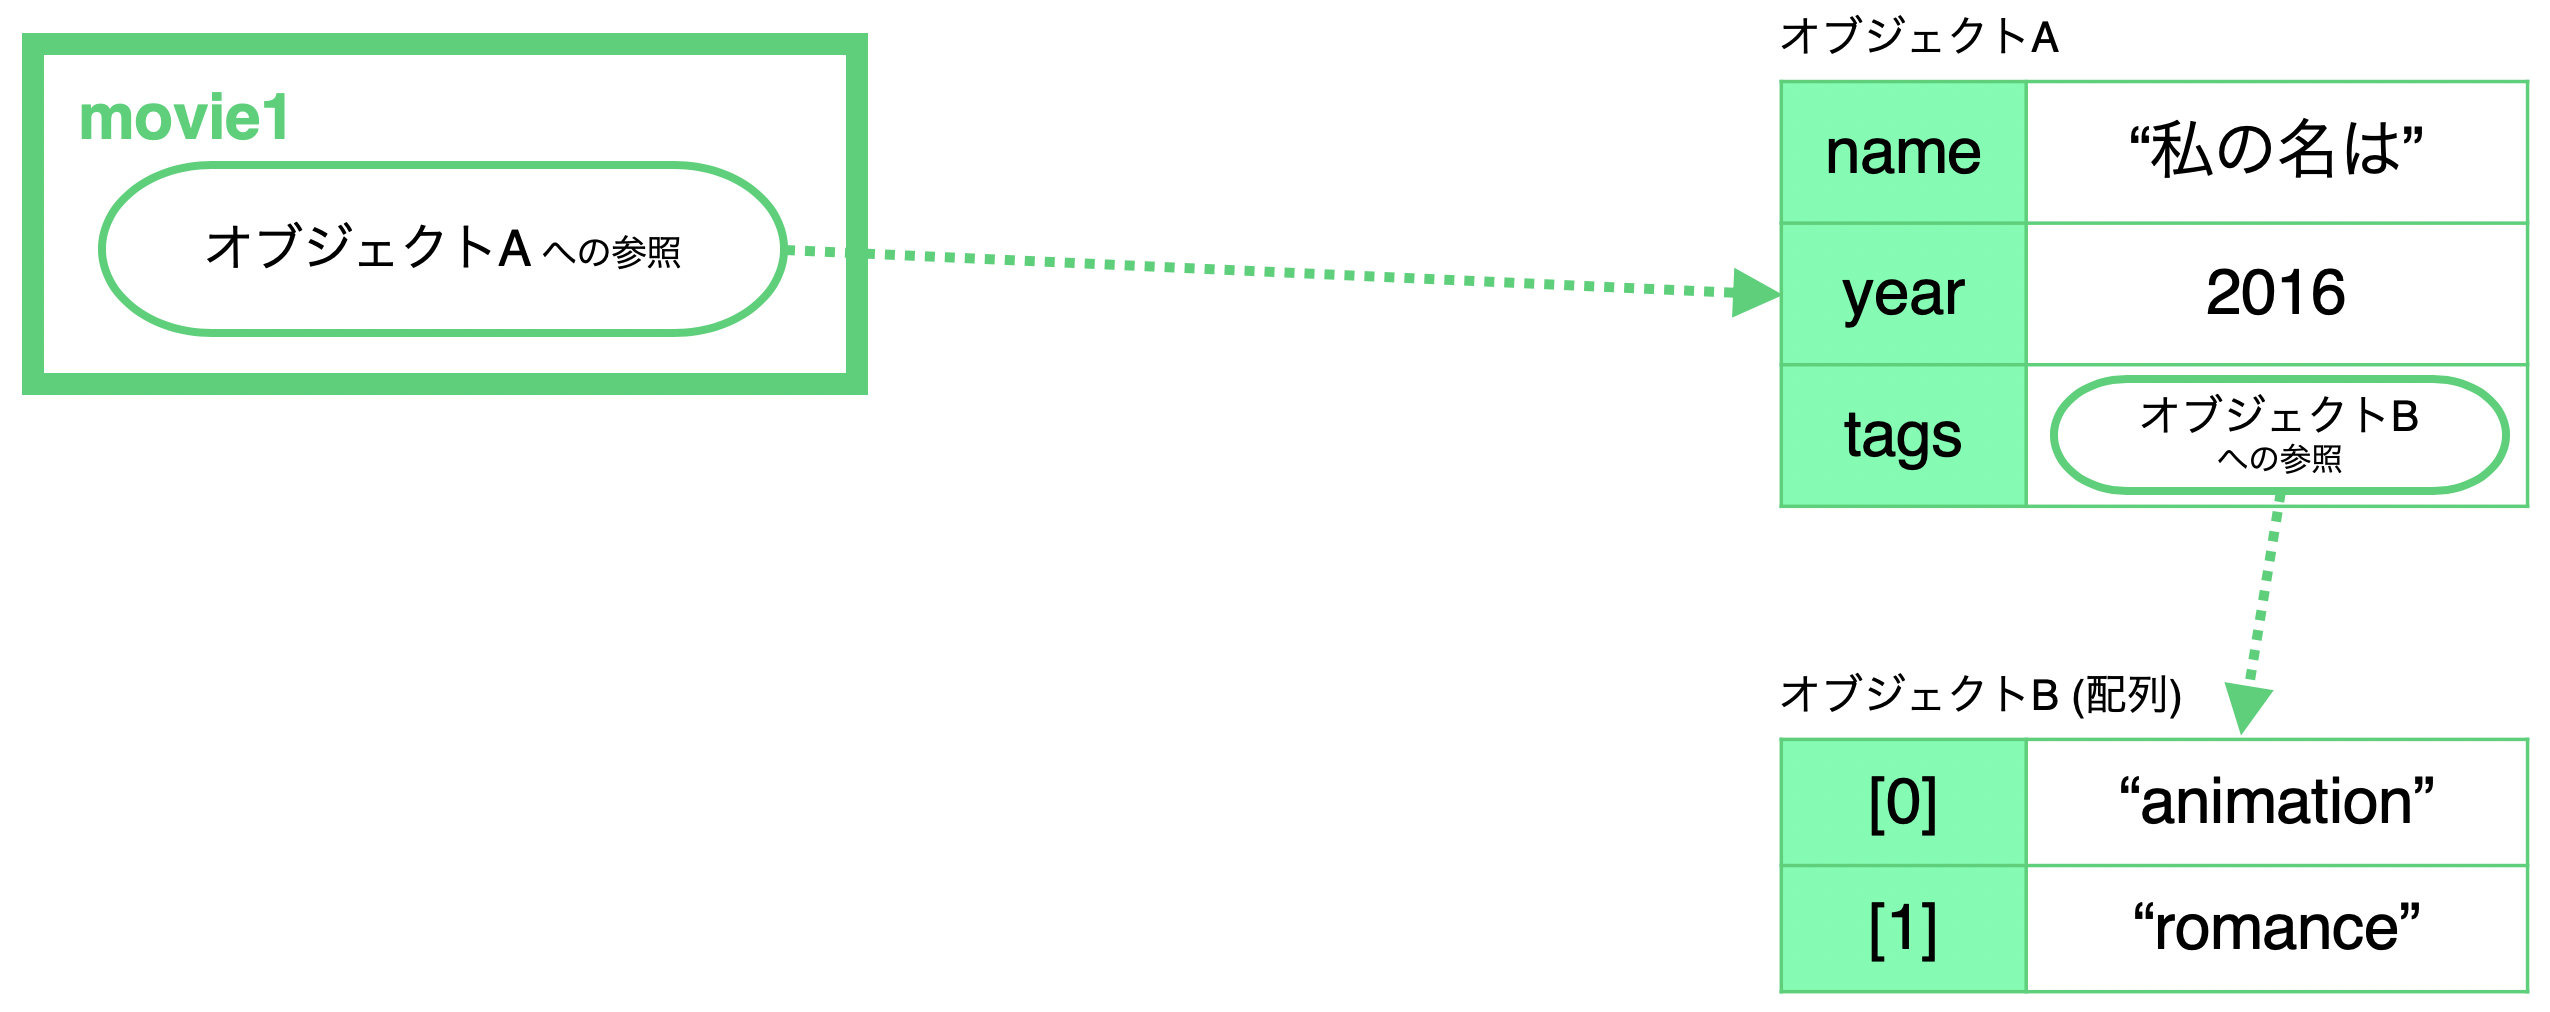 movie1
オブジェクトA への参照
オブジェクトA
name “私の名は”
year 2016
tags オブジェクトB
への参照
オブジェクトB (配列)
[0] “animation”
[1] “romance”